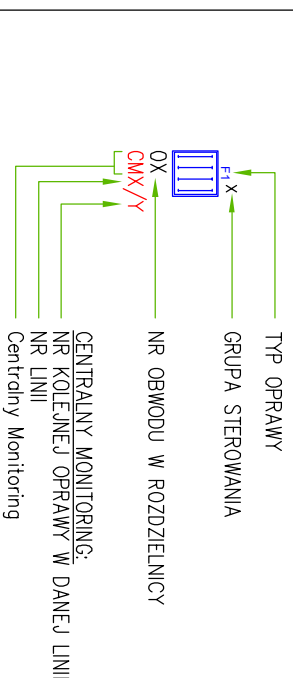 TYP OPRAWY
GRUPA STEROWANIA
F1 x
OX
CMX/Y
NR OBWODU W ROZDZIELNICY
CENTRALNY MONITORING:
NR KOLEJNEJ OPRAWY W DANEJ LINII
NR LINII
Centralny Monitoring